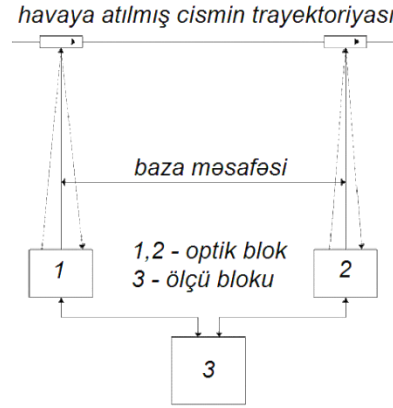 havaya atılmış cismin trayektoriyası
baza məsafəsi
1,2 - optik blok
3 - ölçü bloku
1
2
3